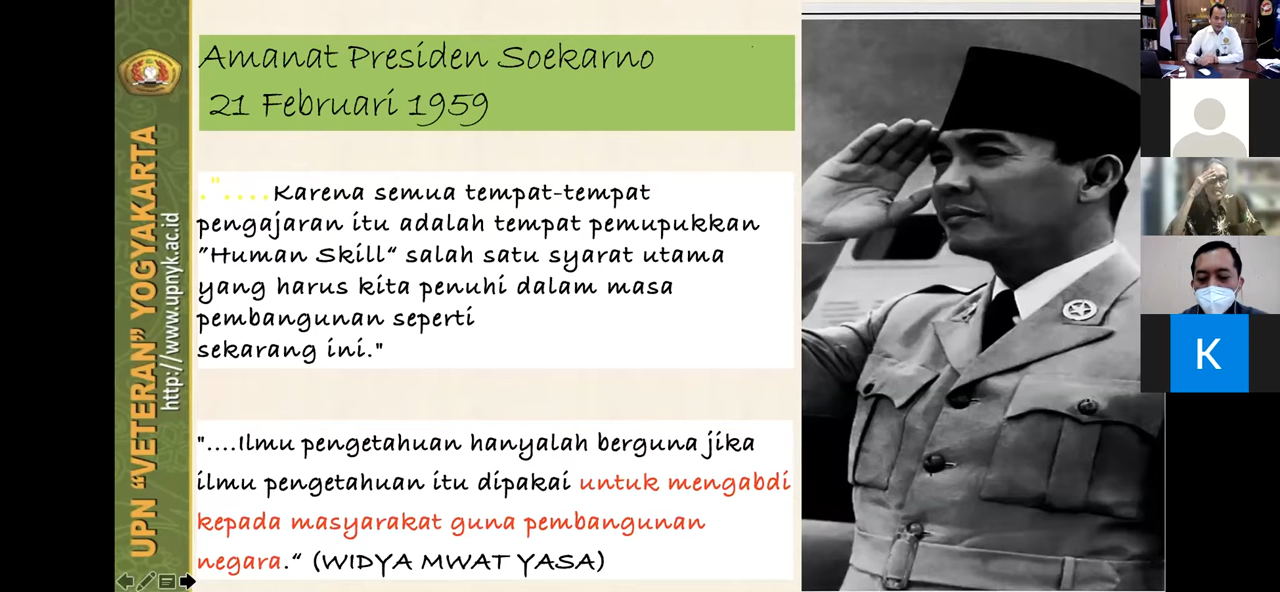 Amanat Presiden Soekarno
21 Februari 1959
."....Karena semua tempat-tempat
pengajaran itu adalah tempat pemupukkan
"Human Skill" salah satu syarat utama
yang harus kita penuhi dalam masa
pembangunan seperti
sekarang ini."
"....Ilmu pengetahuan hanyalah berguna jika
ilmu pengetahuan itu dipakai untuk mengabdi
kepada masyarakat guna pembangunan
negara." (WIDYA MWAT YASA)
UPN "VETERAN" YOGYAKARTA
http://www.upnyk.ac.id
K